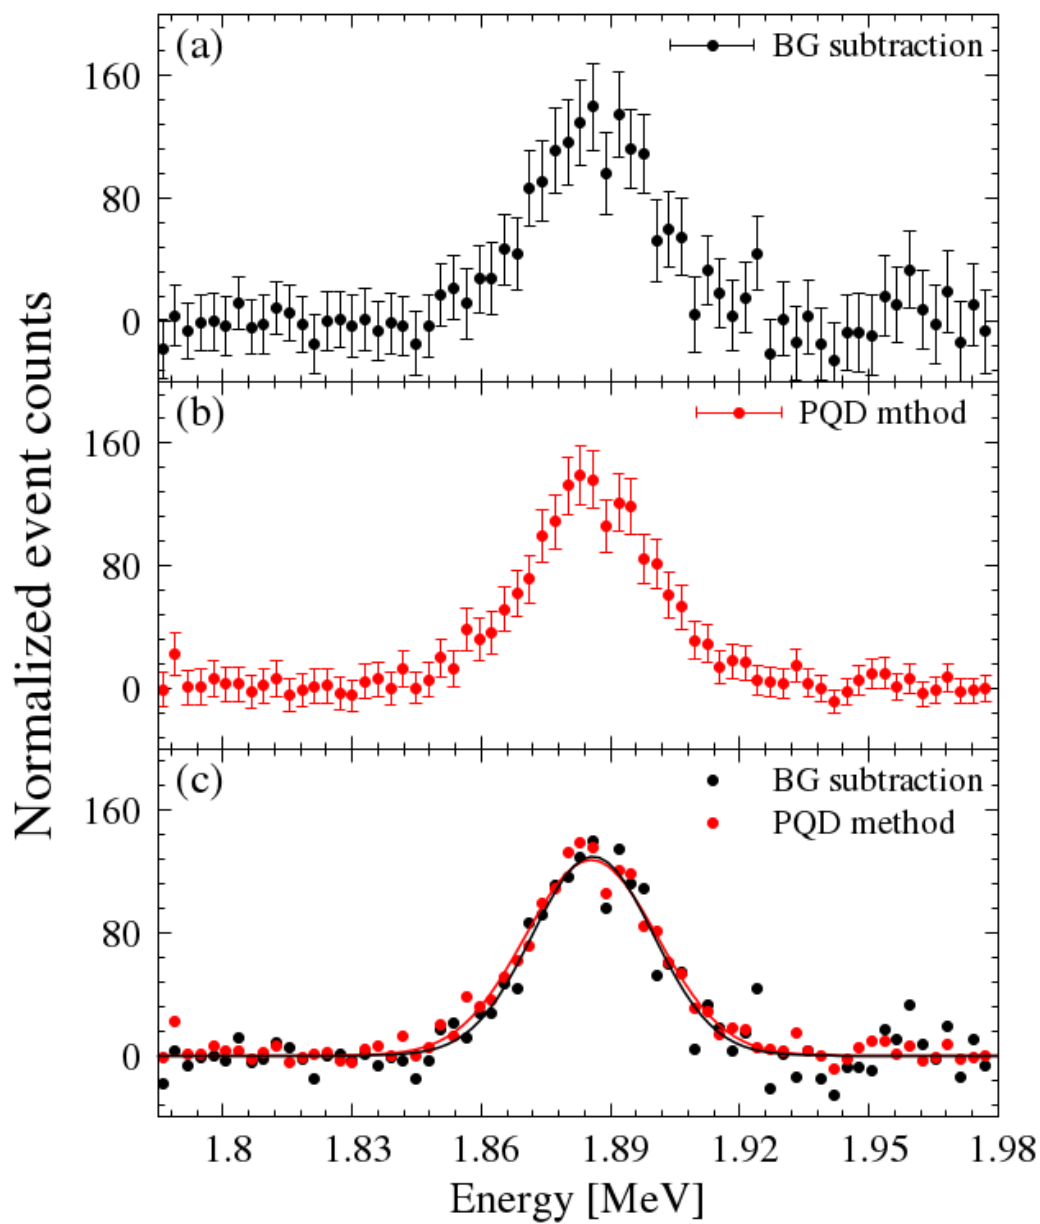 (a)
BG subtraction
160
80
0
(b)
PQD mthod
160
80
0
Normalized event counts
(c)
BG subtraction
PQD method
160
80
0
1.8 1.83 1.86 1.89 1.92 1.95 1.98
Energy [MeV]